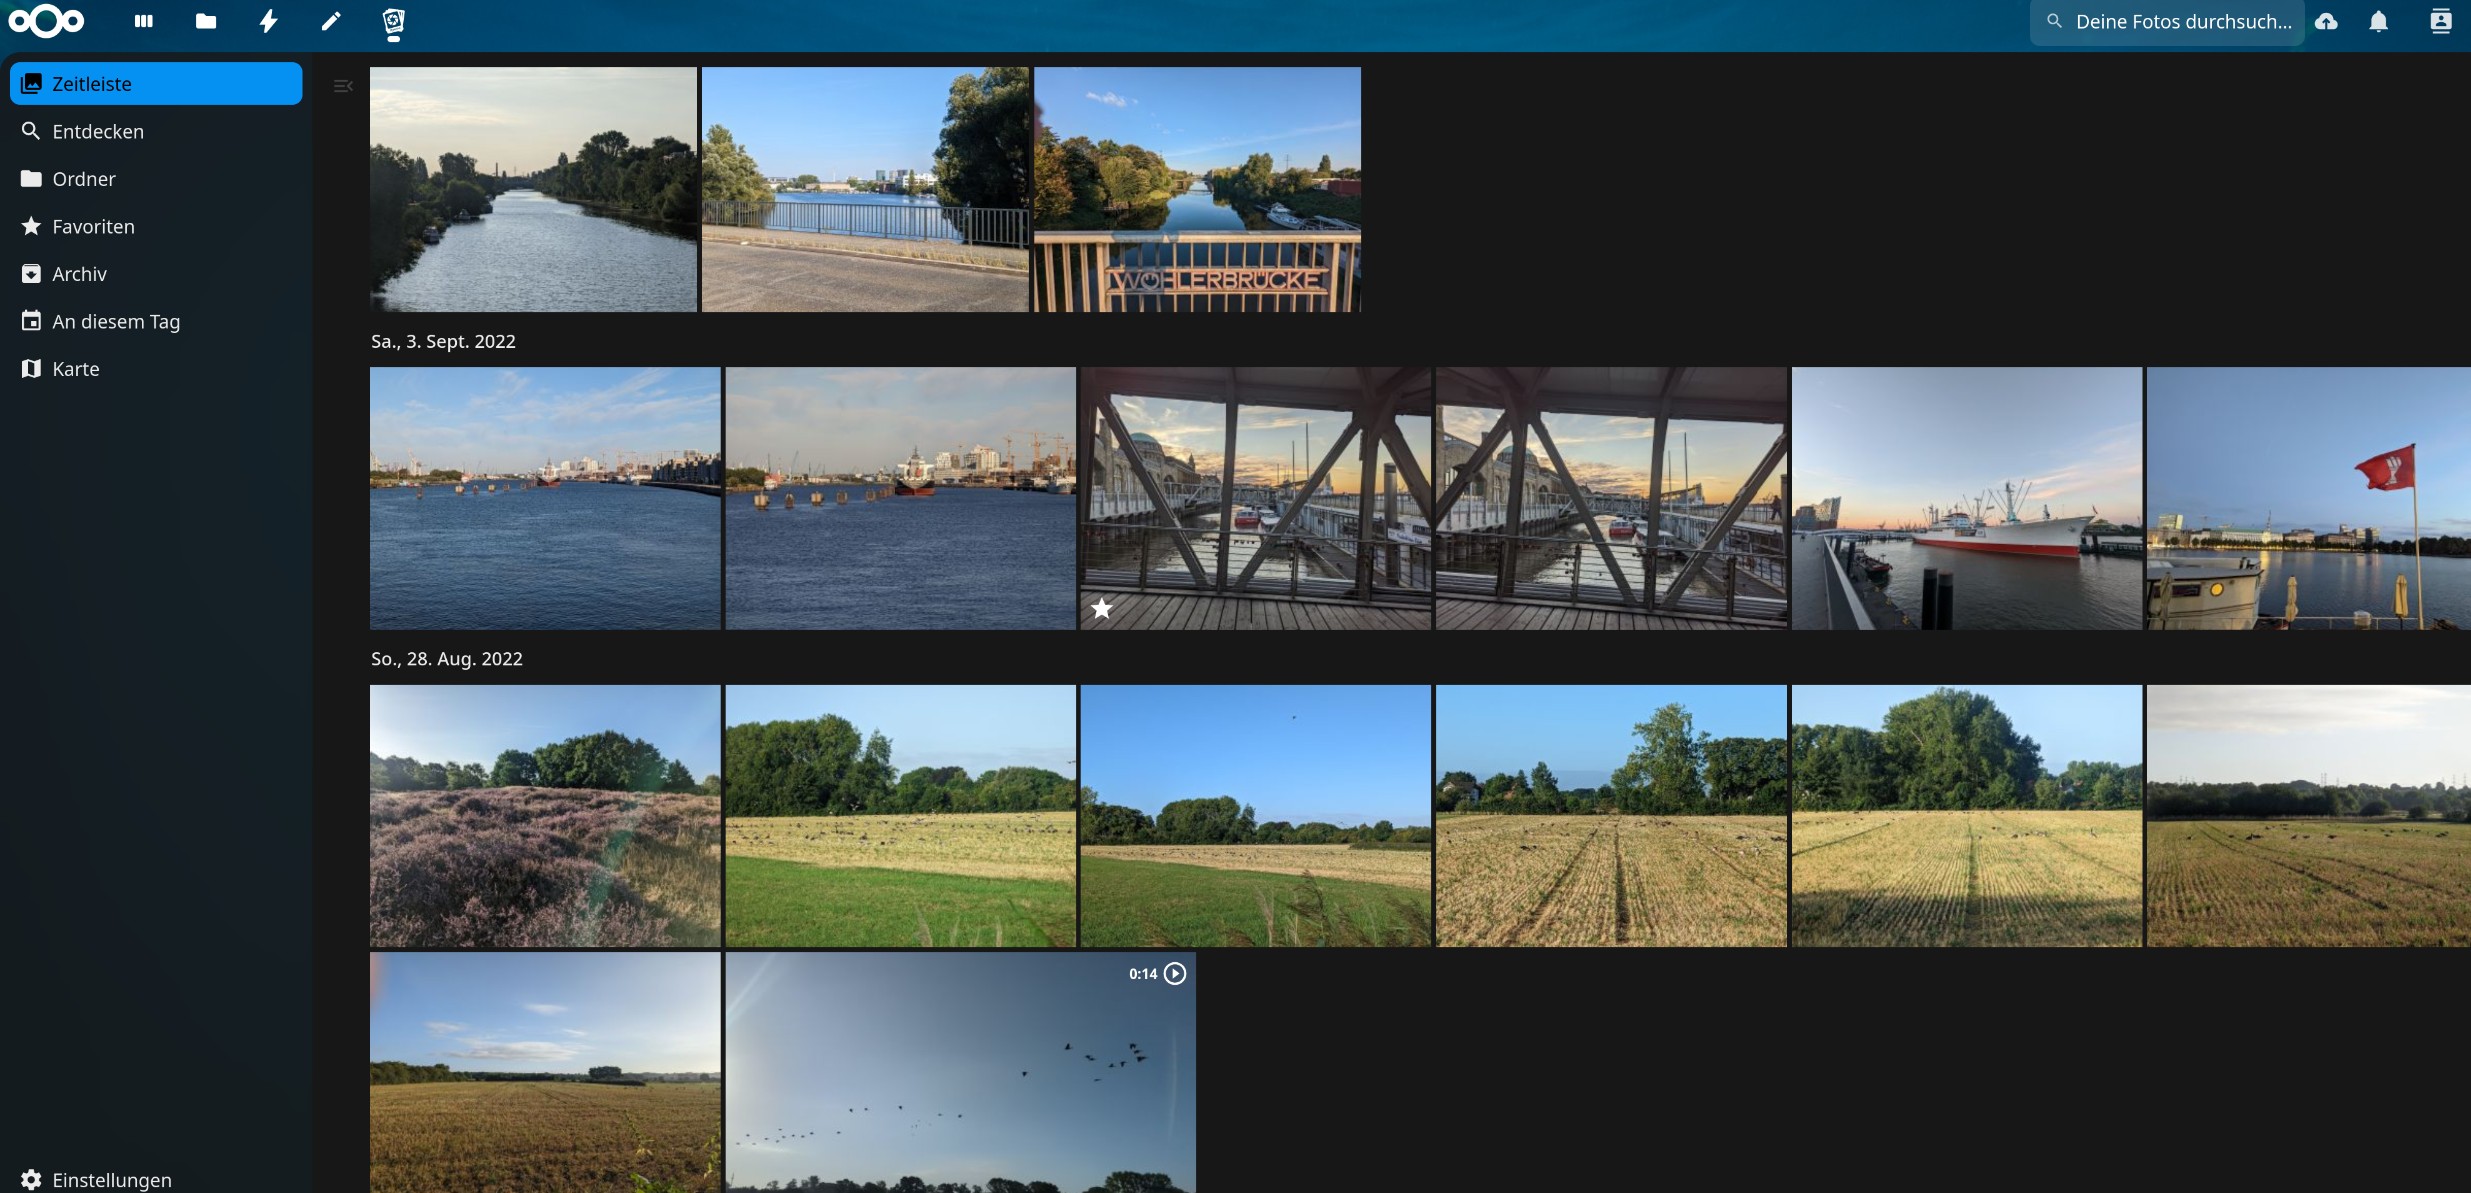 Deine Fotos durchsuch...
Zeitleiste
Entdecken
Ordner
Favoriten
Archiv
An diesem Tag
Karte
WÖHLERBRÜCKE
Sa., 3. Sept. 2022
So., 28. Aug. 2022
0:14
Einstellungen